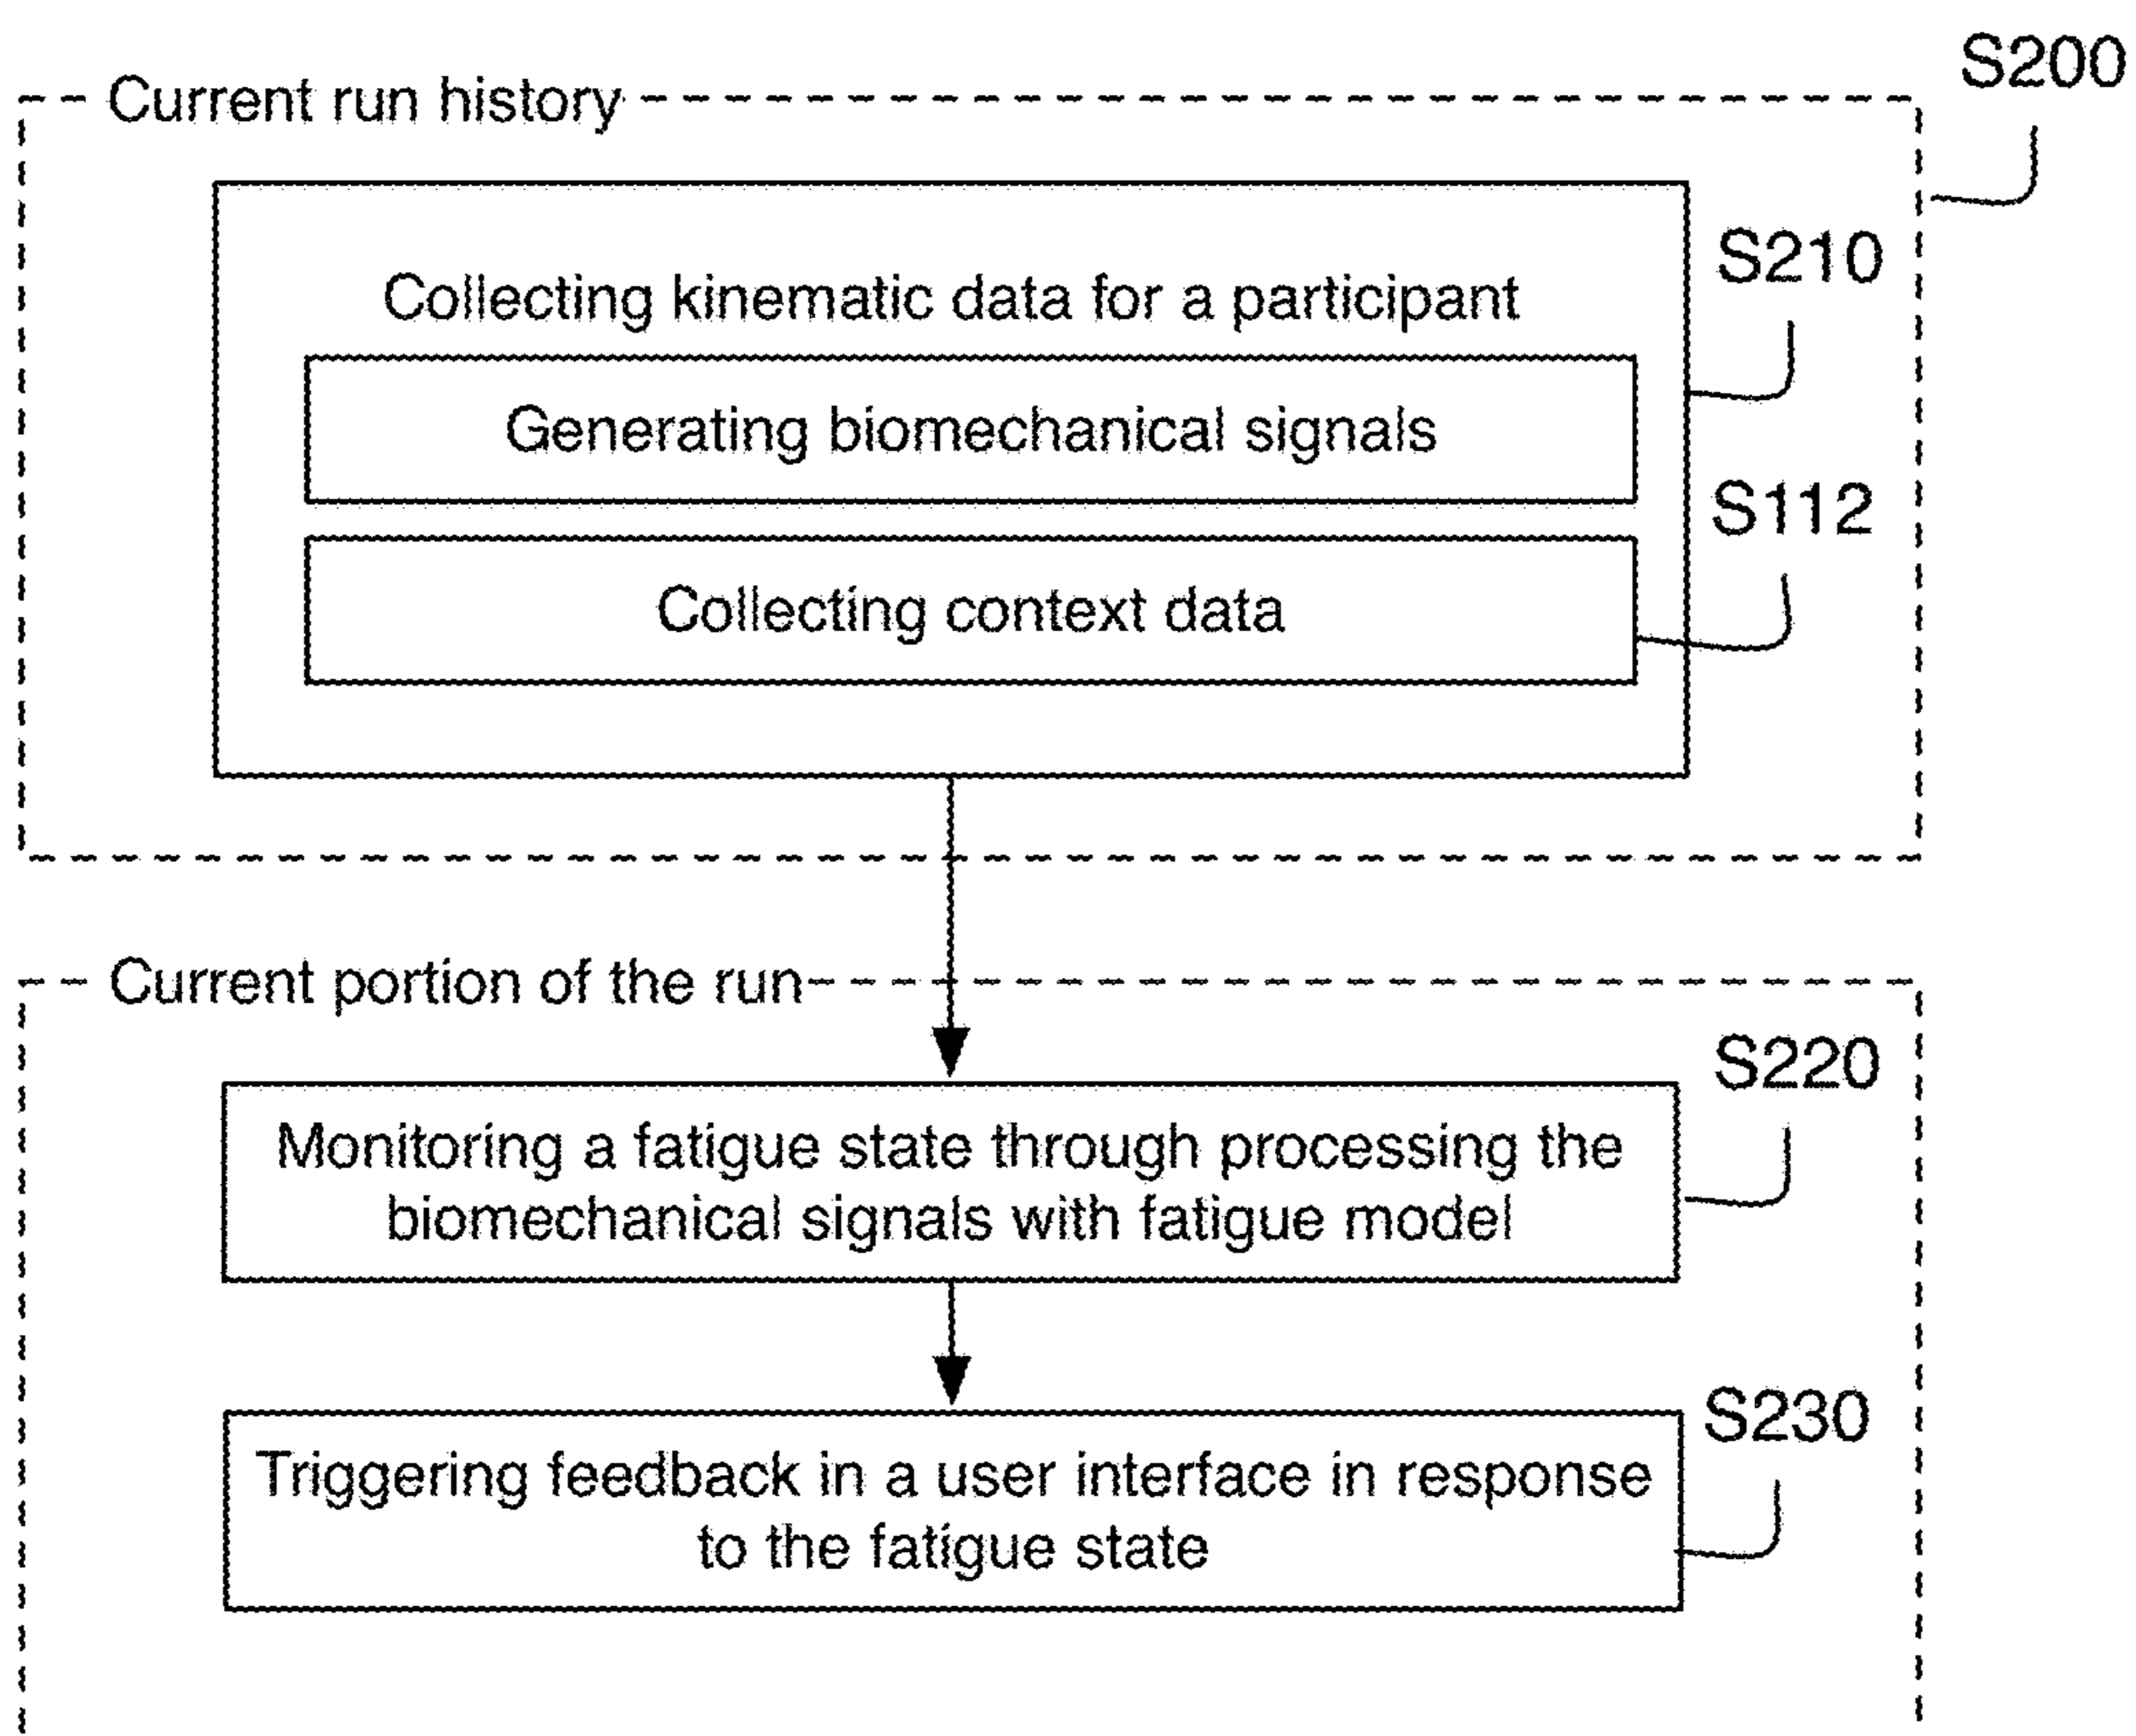 S200
Current run history
S210
Collecting kinematic data for a participant
Generating biomechanical signals
S112
Collecting context data
Current portion of the run
S220
Monitoring a fatigue state through processing the
biomechanical signals with fatigue model
S230
Triggering feedback in a user interface in response
to the fatigue state